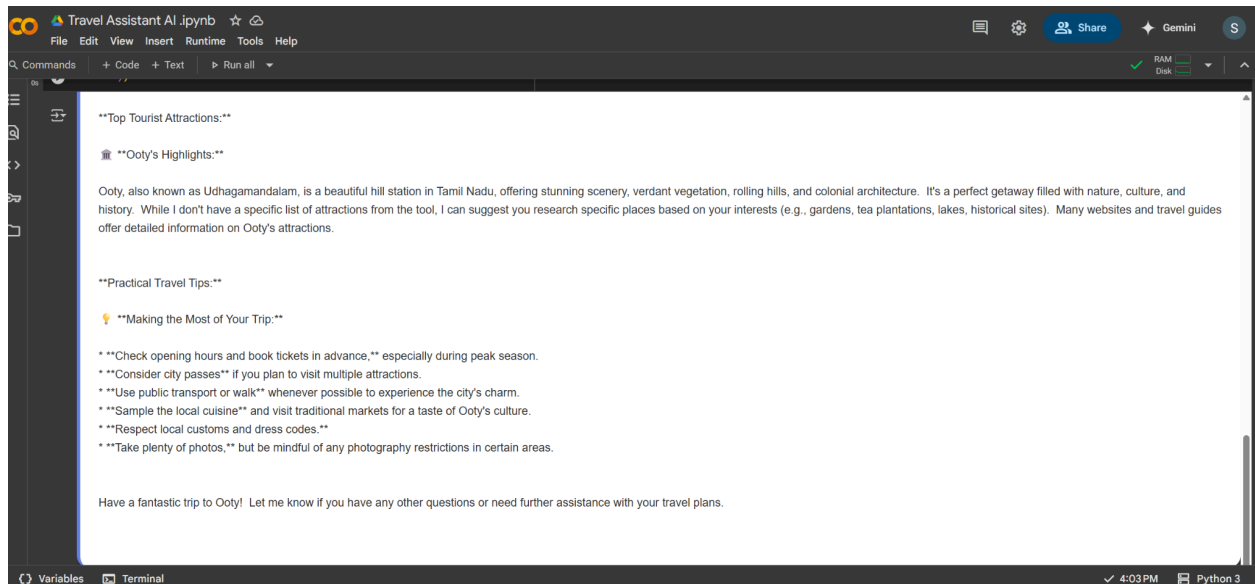 CO Travel Assistant AI .ipynb
Share Gemini S
File Edit View Insert Runtime Tools Help
Commands + Code + Text Run all RAM
Disk
0s
**Top Tourist Attractions:**
🏛️ **Ooty's Highlights:**
Ooty, also known as Udhagamandalam, is a beautiful hill station in Tamil Nadu, offering stunning scenery, verdant vegetation, rolling hills, and colonial architecture. It's a perfect getaway filled with nature, culture, and
history. While I don't have a specific list of attractions from the tool, I can suggest you research specific places based on your interests (e.g., gardens, tea plantations, lakes, historical sites). Many websites and travel guides
offer detailed information on Ooty's attractions.
**Practical Travel Tips:**
💡 **Making the Most of Your Trip:**
* **Check opening hours and book tickets in advance,** especially during peak season.
* **Consider city passes** if you plan to visit multiple attractions.
* **Use public transport or walk** whenever possible to experience the city's charm.
* **Sample the local cuisine** and visit traditional markets for a taste of Ooty's culture.
* **Respect local customs and dress codes.**
* **Take plenty of photos,** but be mindful of any photography restrictions in certain areas.
Have a fantastic trip to Ooty! Let me know if you have any other questions or need further assistance with your travel plans.
{} Variables Terminal 4:03 PM Python 3